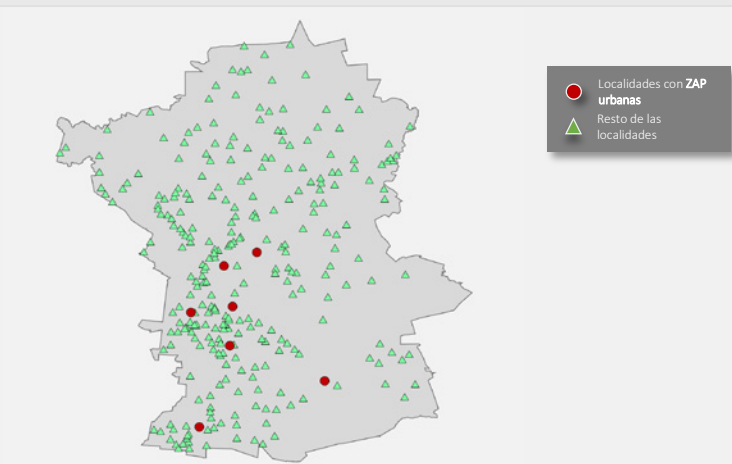 Localidades con ZAP
urbanas
Resto de las
localidades